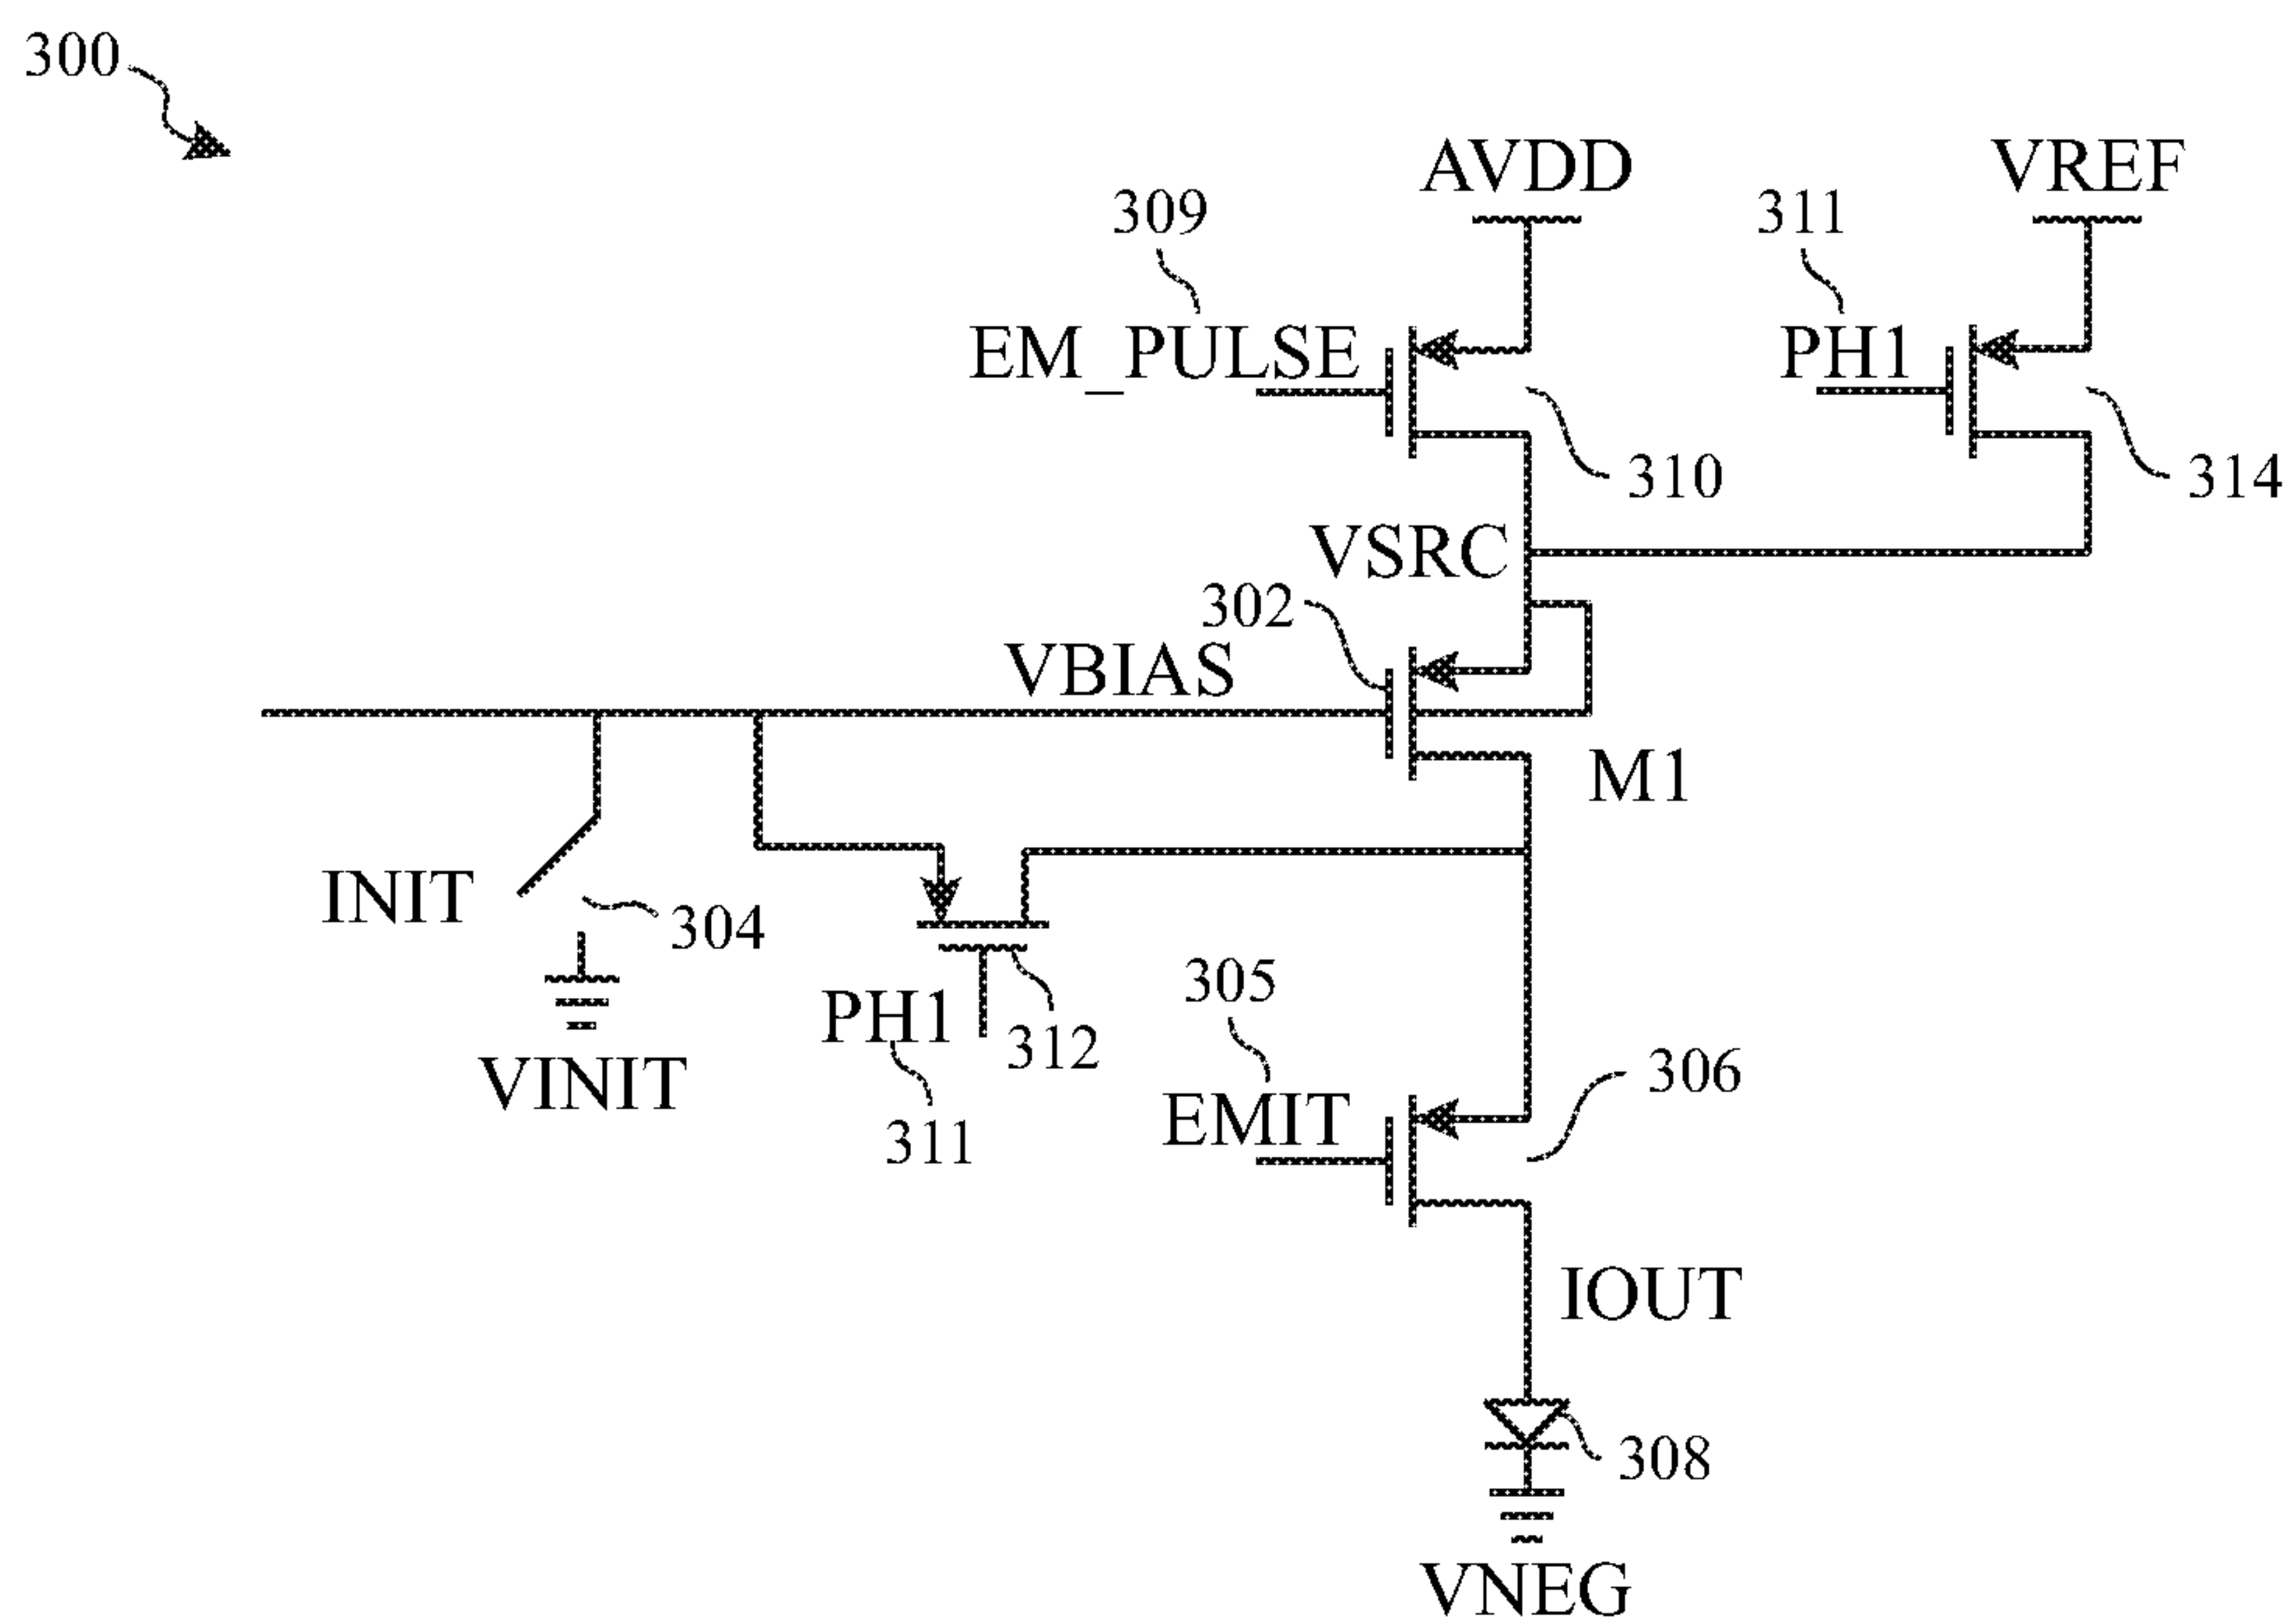 300
AVDD
VREF
309
311
EM_PULSE
PH1
310
314
VSRC
302
VBIAS
M1
INIT
304
305
PH1
312
VINIT
306
EMIT
311
IOUT
308
VNEG